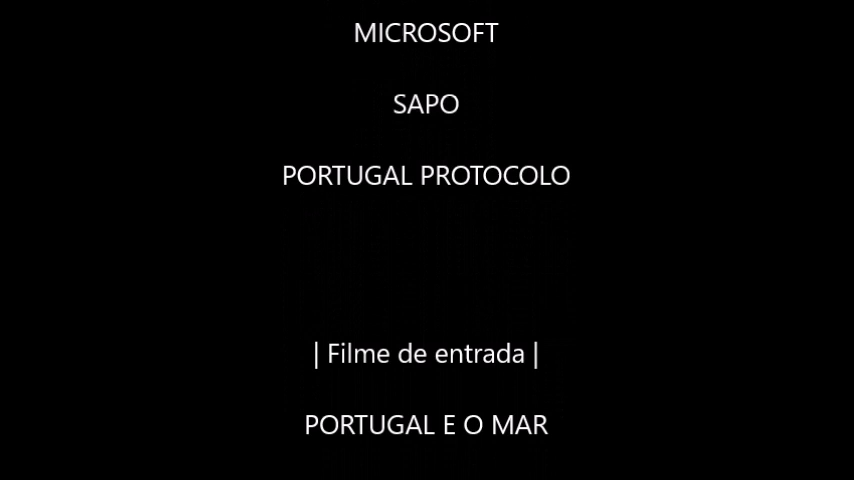 MICROSOFT
SAPO
PORTUGAL PROTOCOLO
| Filme de entrada |
PORTUGAL E O MAR